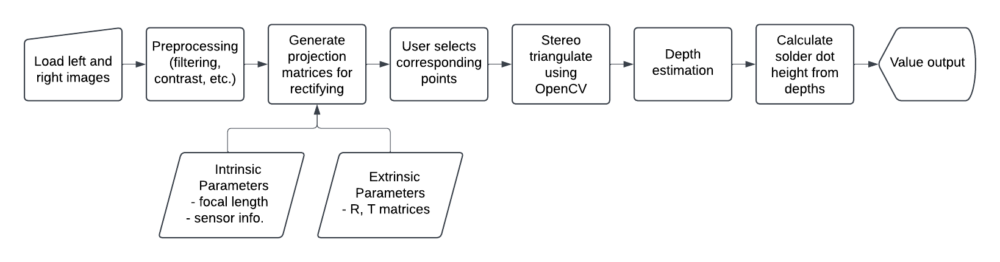 Load left and
right images
Preprocessing
(filtering,
contrast, etc.)
Generate
projection
matrices for
rectifying
User selects
corresponding
points
Stereo
triangulate
using
OpenCV
Depth
estimation
Calculate
solder dot
height from
depths
Value output
Intrinsic
Parameters
- focal length
- sensor info.
Extrinsic
Parameters
- R, T matrices